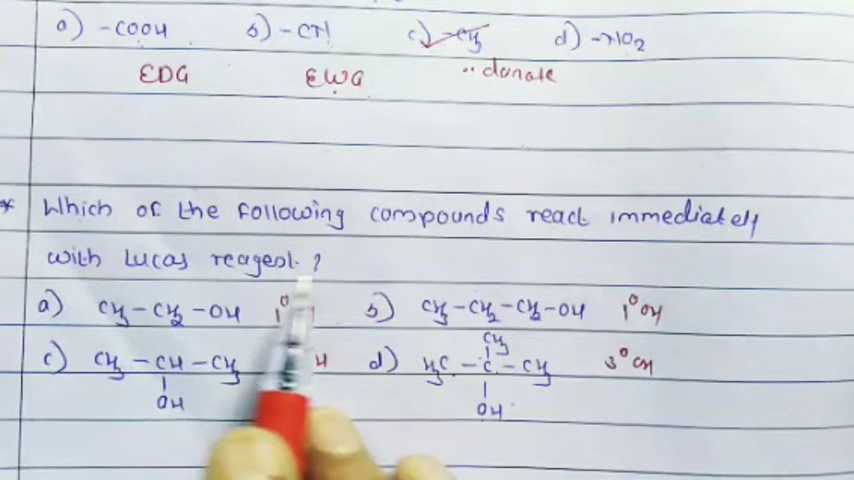 a) -COOH b) -CN c) -CH3 d) -NO2
EDG EWG donate
* Which of the following compounds react immediately
with Lucas reagest ?
a) CH3-CH2-OH 1° b) CH3-CH2-CH2-OH 1° OH
CH3
c) CH3-CH-CH3 H d) H3C-C-CH3 3° OH
OH OH